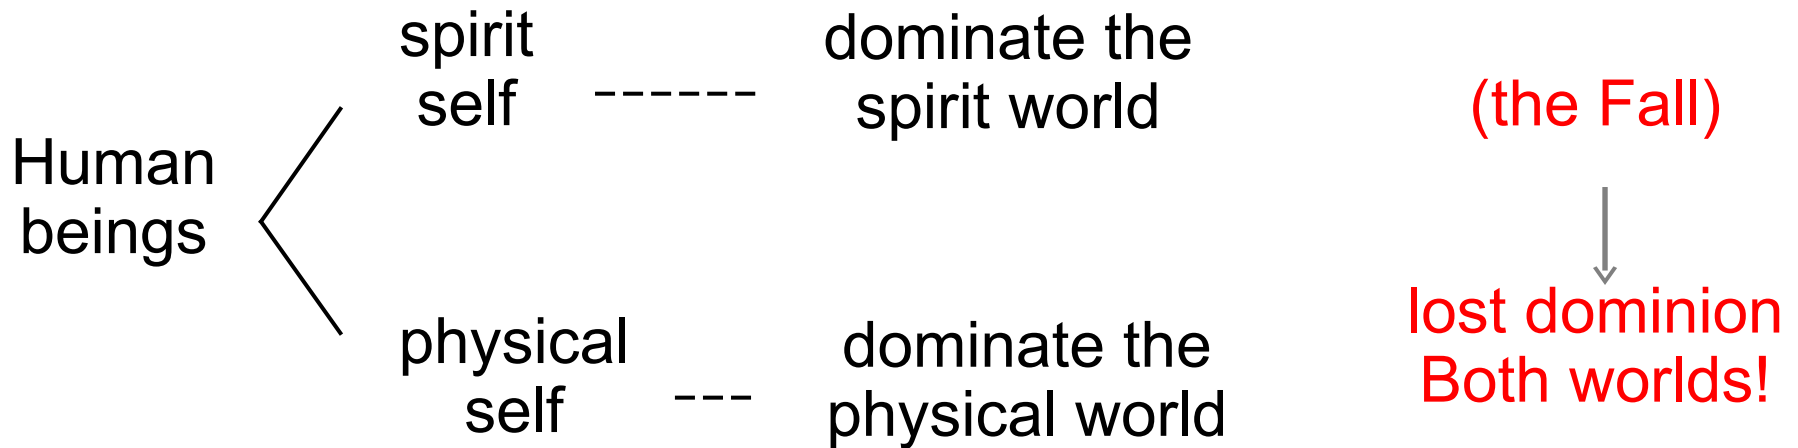 Human
beings
spirit
self
dominate the
spirit world
physical
self
dominate the
physical world
(the Fall)
lost dominion
Both worlds!